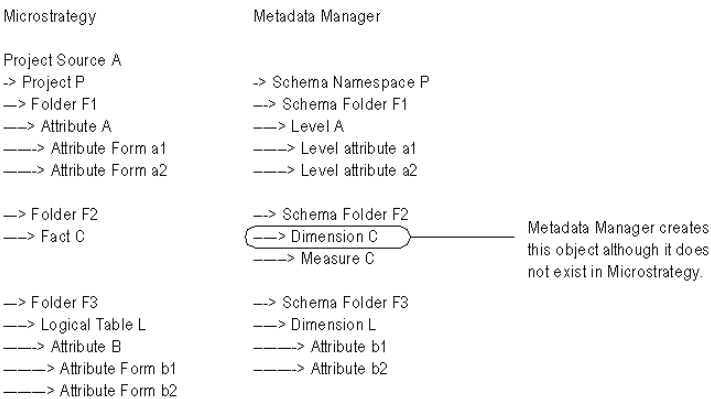 Microstrategy Metadata Manager
Project Source A
-> Project P -> Schema Namespace P
—> Folder F1 —> Schema Folder F1
——> Attribute A ——> Level A
———> Attribute Form a1 ———> Level attribute a1
———> Attribute Form a2 ———> Level attribute a2
—> Folder F2 —> Schema Folder F2
——> Fact C ——> Dimension C
———> Measure C
Metadata Manager creates
this object although it does
not exist in Microstrategy.
—> Folder F3 —> Schema Folder F3
——> Logical Table L ——> Dimension L
———> Attribute B ———> Attribute b1
————> Attribute Form b1 ———> Attribute b2
————> Attribute Form b2